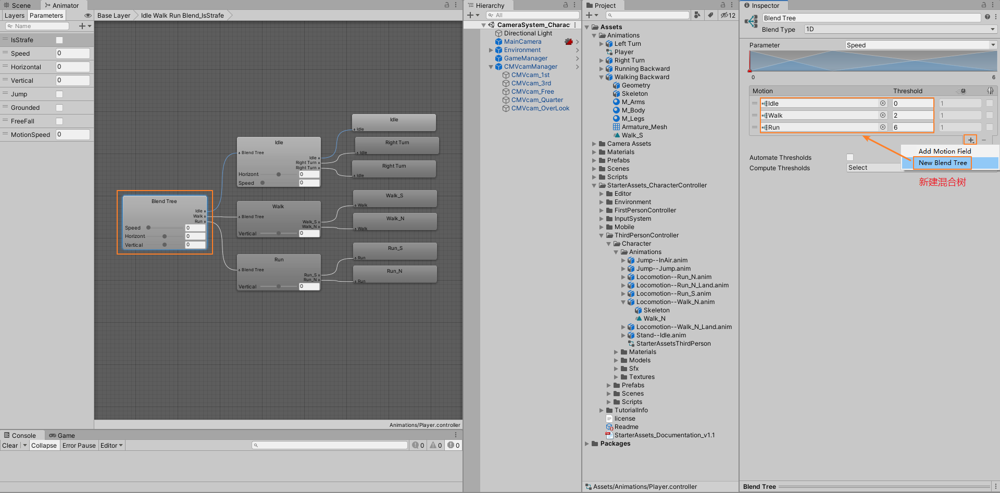 Scene
Animator
Layers
Parameters
Name
IsStrafe
Speed
0
Horizontal
0
Vertical
0
Jump
Grounded
FreeFall
MotionSpeed
0
Base Layer
Idle Walk Run Blend_IsStrafe
Blend Tree
Idle
Walk
Run
Speed
0
Horizont
0
Vertical
0
Idle
Blend Tree
Idle
Right Turn
Right Turn
Horizont
0
Speed
0
Walk
Blend Tree
Walk_S
Walk_N
Vertical
0
Run
Blend Tree
Run_S
Run_N
Vertical
0
Idle
Idle
Right Turn
Idle
Right Turn
Idle
Walk_S
Walk
Walk_N
Walk
Run_S
Run
Run_N
Run
Animations/Player.controller
Console
Game
Clear
Collapse
Error Pause
Editor
0
0
0
Hierarchy
All
CameraSystem_Charac
Directional Light
MainCamera
Environment
GameManager
CMVcamManager
CMVcam_1st
CMVcam_3rd
CMVcam_Free
CMVcam_Quarter
CMVcam_OverLook
Project
12
Assets
Animations
Left Turn
Player
Right Turn
Running Backward
Walking Backward
Geometry
Skeleton
M_Arms
M_Body
M_Legs
Armature_Mesh
Walk_S
Camera Assets
Materials
Prefabs
Scenes
Scripts
StarterAssets_CharacterController
Editor
Environment
FirstPersonController
InputSystem
Mobile
ThirdPersonController
Character
Animations
Jump--InAir.anim
Jump--Jump.anim
Locomotion--Run_N.anim
Locomotion--Run_N_Land.anim
Locomotion--Run_S.anim
Locomotion--Walk_N.anim
Skeleton
Walk_N
Locomotion--Walk_N_Land.anim
Stand--Idle.anim
StarterAssetsThirdPerson
Materials
Models
Sfx
Textures
Prefabs
Scenes
Scripts
TutorialInfo
license
Readme
StarterAssets_Documentation_v1.1
Packages
Assets/Animations/Player.controller
Inspector
Blend Tree
Blend Type
1D
Parameter
Speed
0
6
Motion
Threshold
Idle
0
1
Walk
2
1
Run
6
1
Add Motion Field
New Blend Tree
Automate Thresholds
Compute Thresholds
Select
新建混合树
Blend Tree